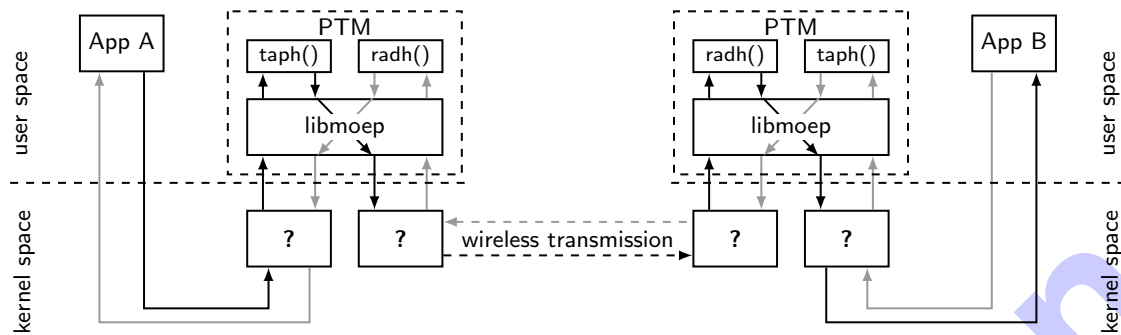 PTM
App A
taph()
radh()
libmoep
user space
?
?
kernel space
wireless transmission
PTM
radh()
taph()
App B
libmoep
user space
?
?
kernel space